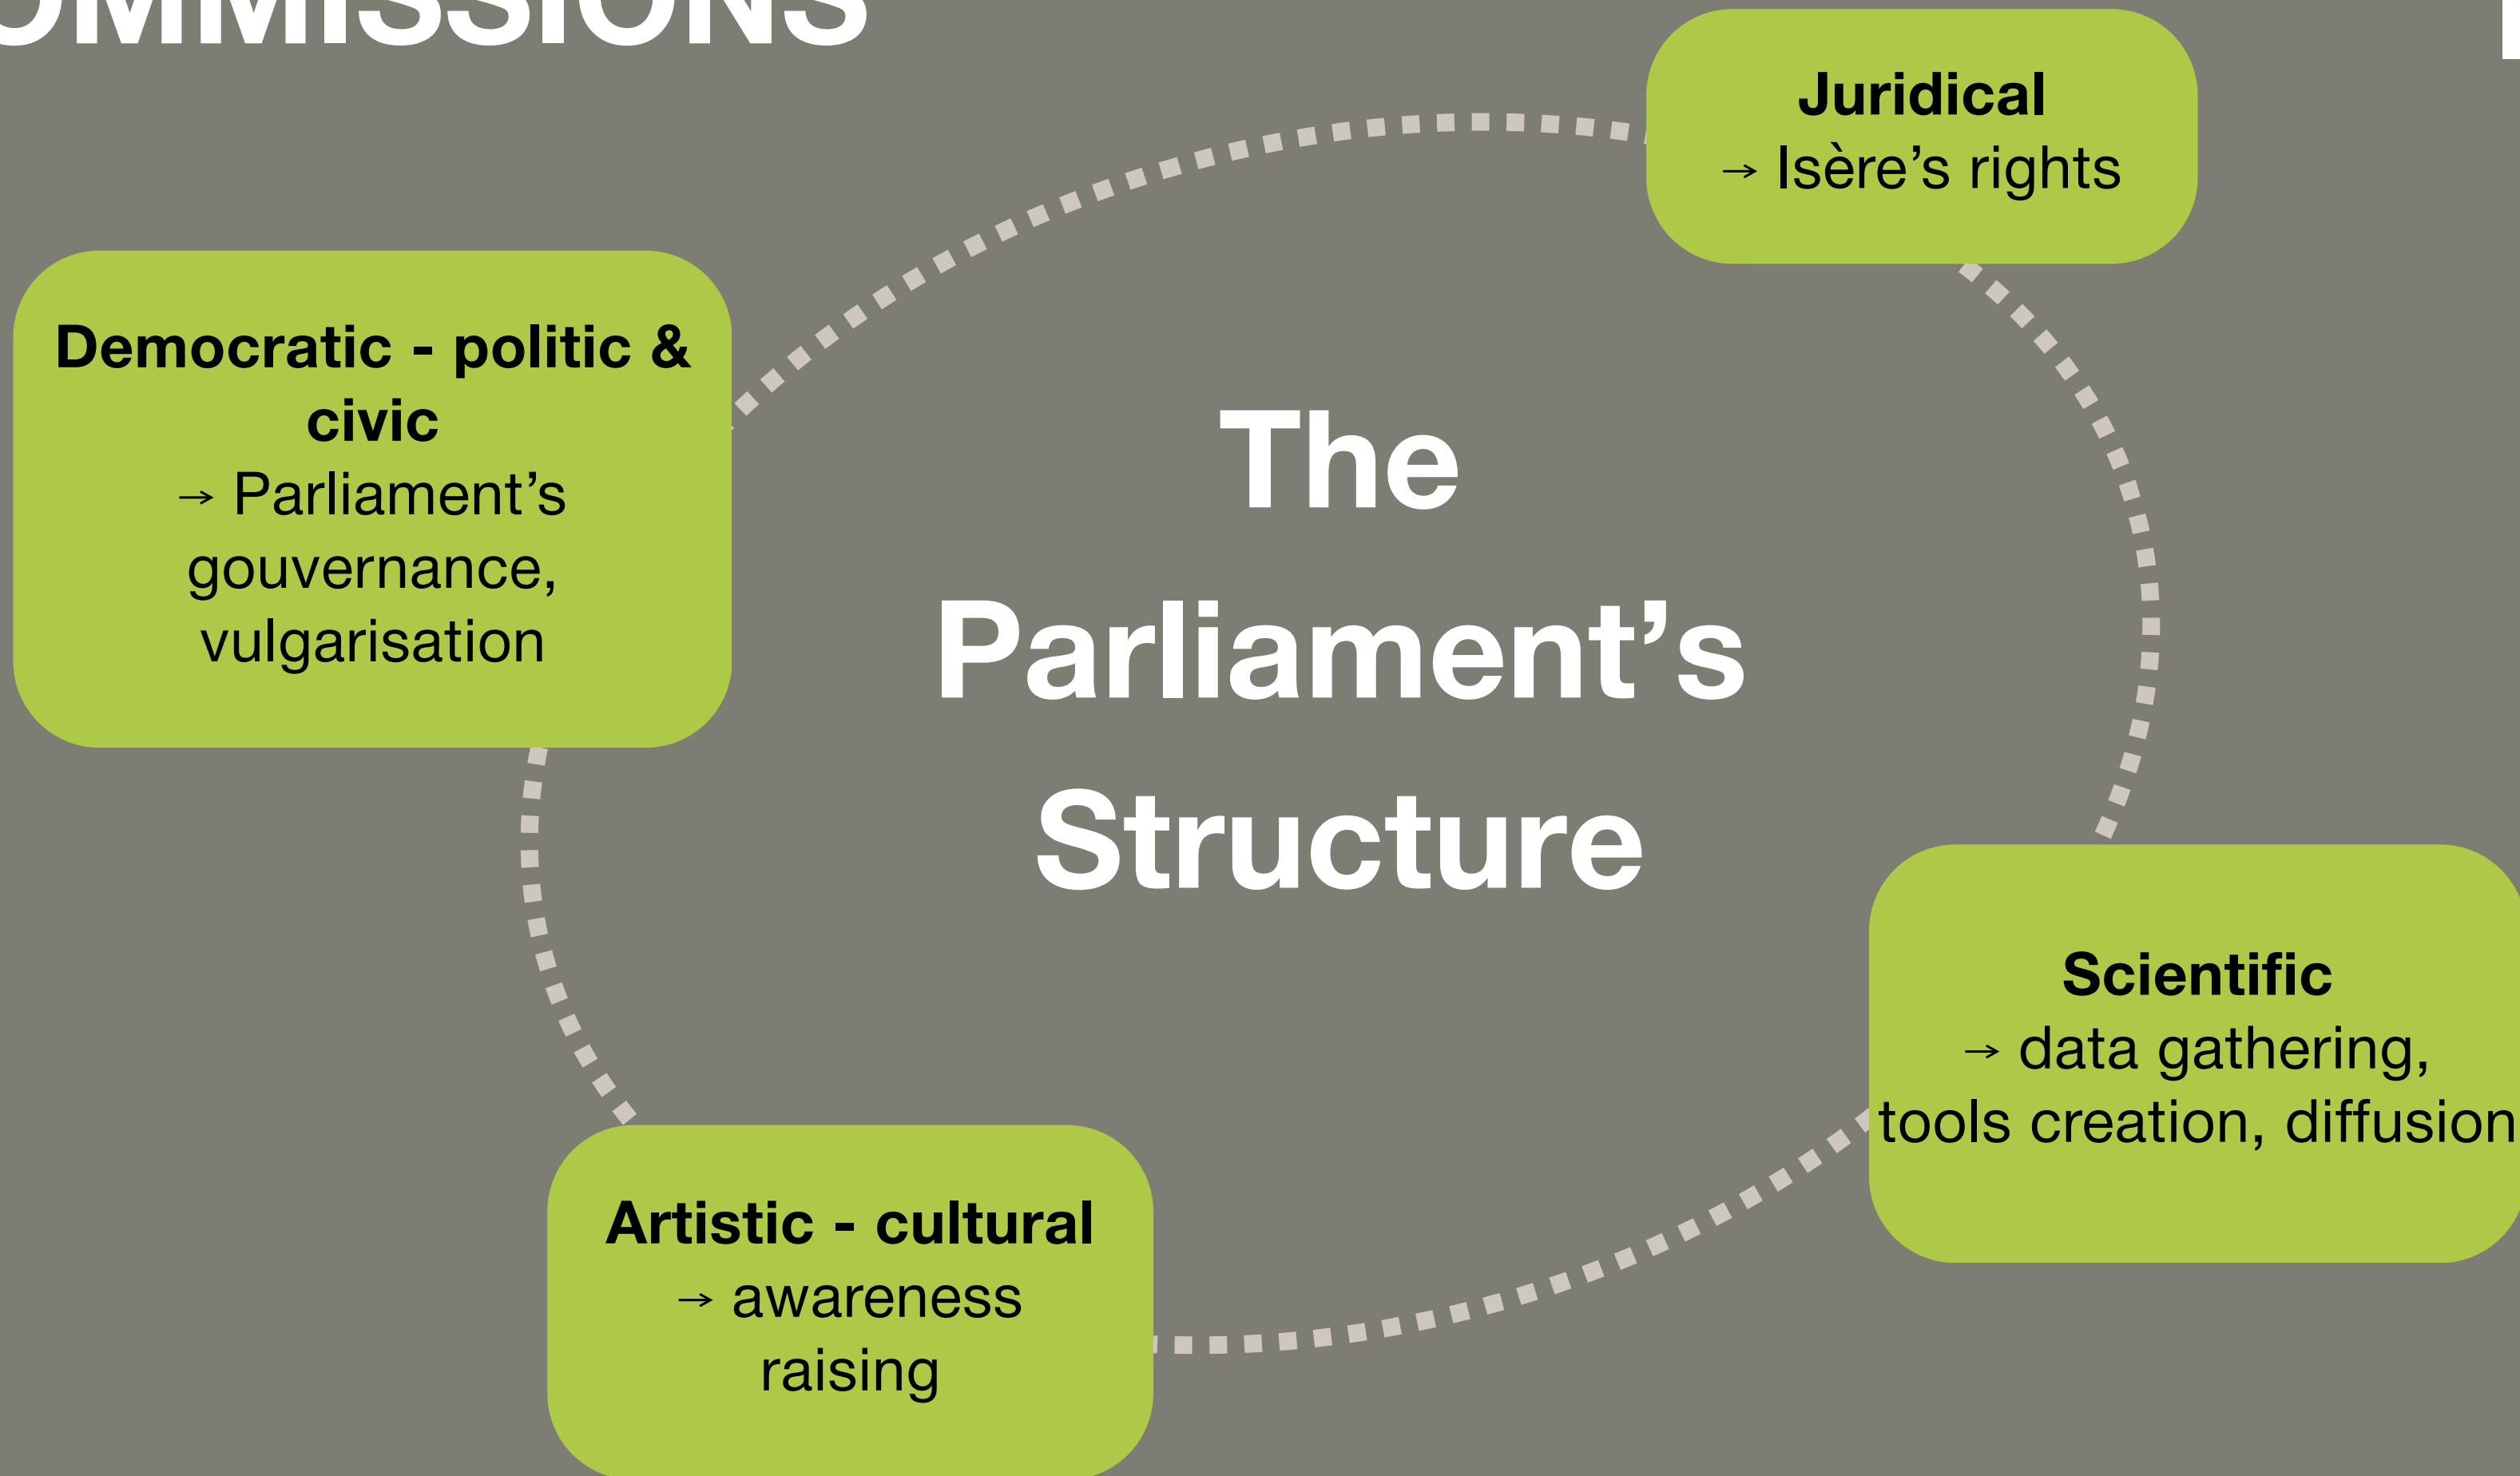 OMMISSIONS
Juridical
→ Isère’s rights
Democratic - politic &
civic
→ Parliament’s
gouvernance,
vulgarisation
The
Parliament’s
Structure
Scientific
→ data gathering,
tools creation, diffusion
Artistic - cultural
→ awareness
raising